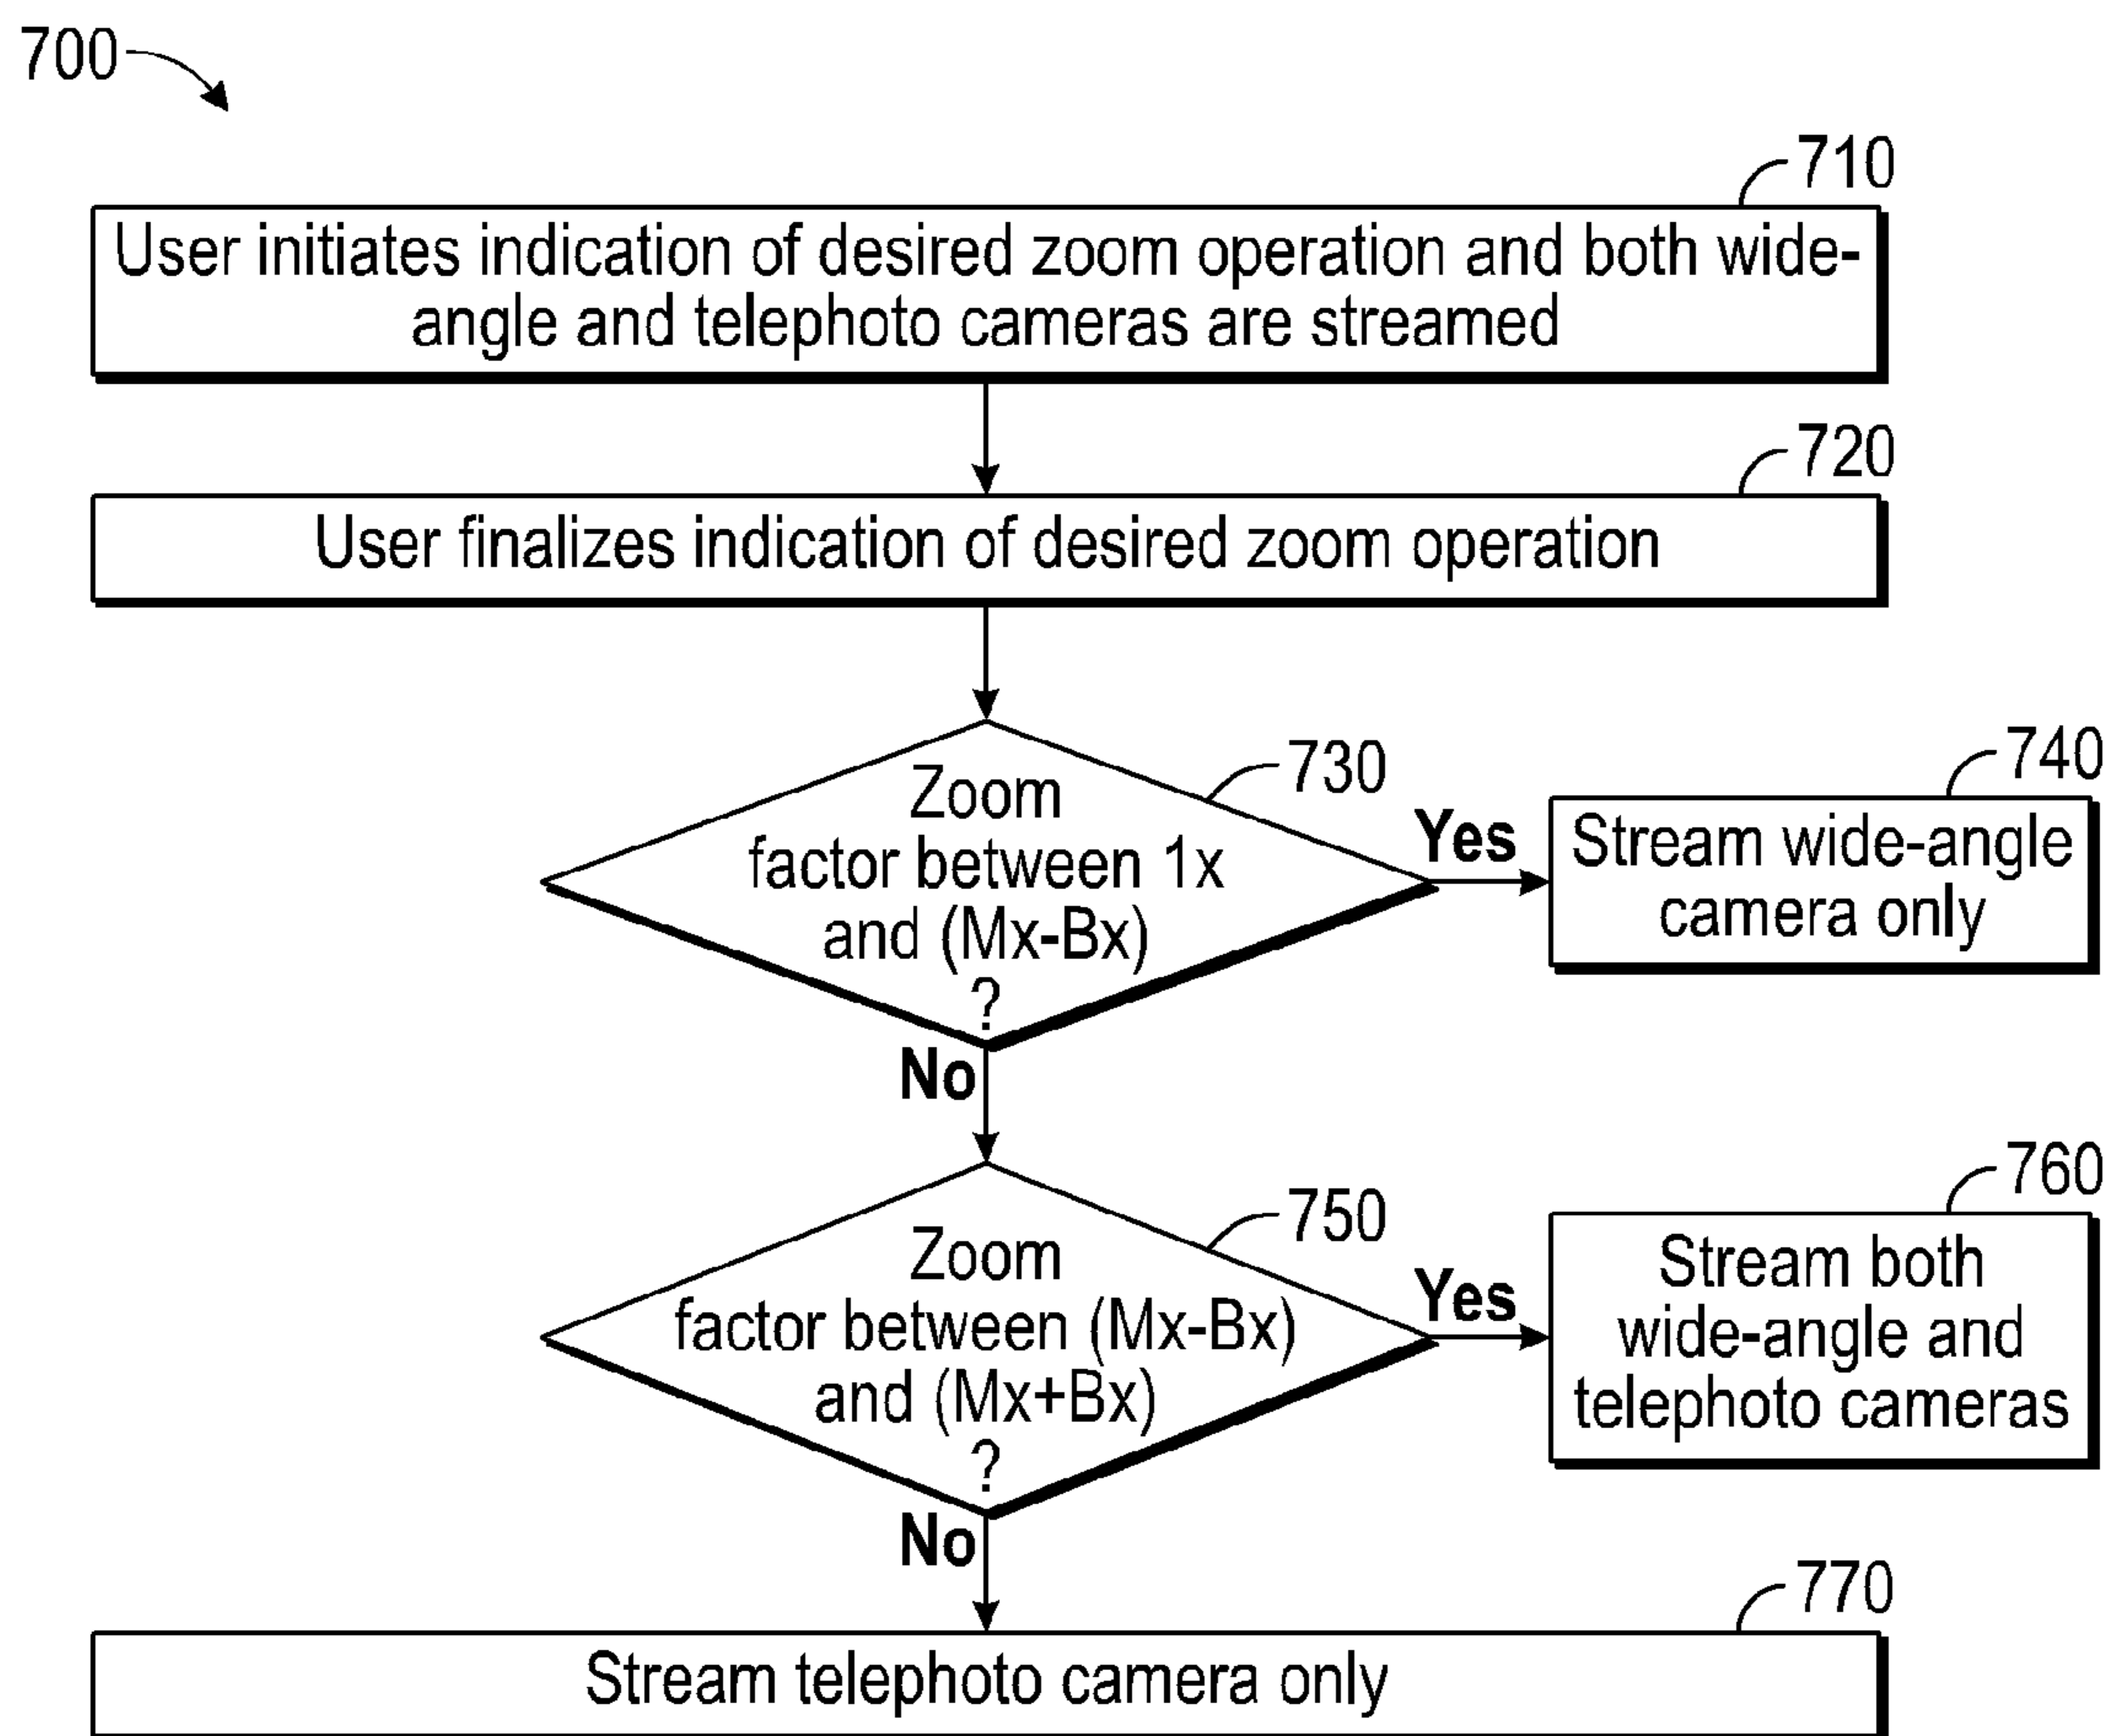 700
710
User initiates indication of desired zoom operation and both wide-
angle and telephoto cameras are streamed
720
User finalizes indication of desired zoom operation
730
Zoom
factor between 1x
and (Mx-Bx)
?
Yes
740
Stream wide-angle
camera only
No
750
Zoom
factor between (Mx-Bx)
and (Mx+Bx)
?
Yes
760
Stream both
wide-angle and
telephoto cameras
No
770
Stream telephoto camera only